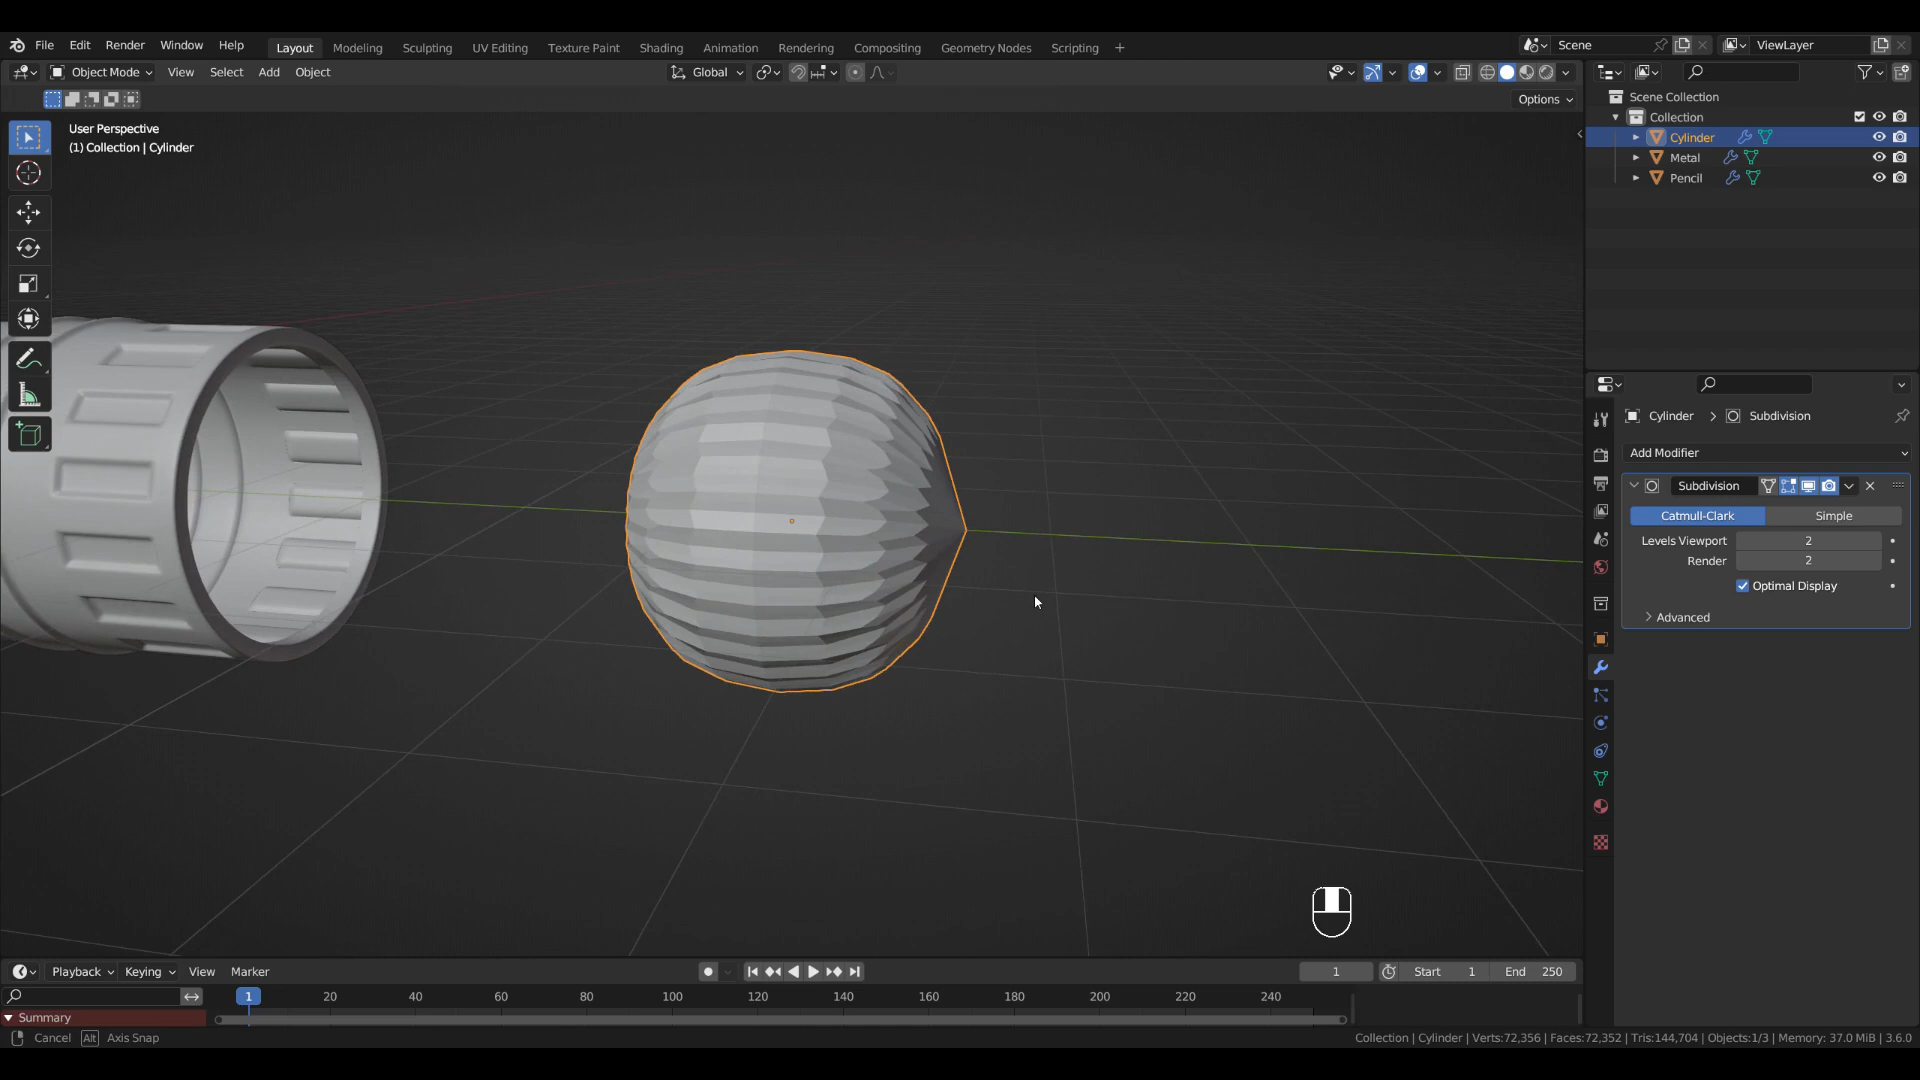 File Edit Render Window Help Layout Modeling Sculpting UV Editing Texture Paint Shading Animation Rendering Compositing Geometry Nodes Scripting + Scene ViewLayer
Object Mode View Select Add Object Global
Options
User Perspective
(1) Collection | Cylinder
Scene Collection
Collection
Cylinder
Metal
Pencil
Cylinder > Subdivision
Add Modifier
Subdivision
Catmull-Clark Simple
Levels Viewport 2
Render 2
Optimal Display
Advanced
Playback Keying View Marker 1 Start 1 End 250
1 20 40 60 80 100 120 140 160 180 200 220 240
Summary
Cancel Alt Axis Snap Collection | Cylinder | Verts:72,356 | Faces:72,352 | Tris:144,704 | Objects:1/3 | Memory: 37.0 MiB | 3.6.0